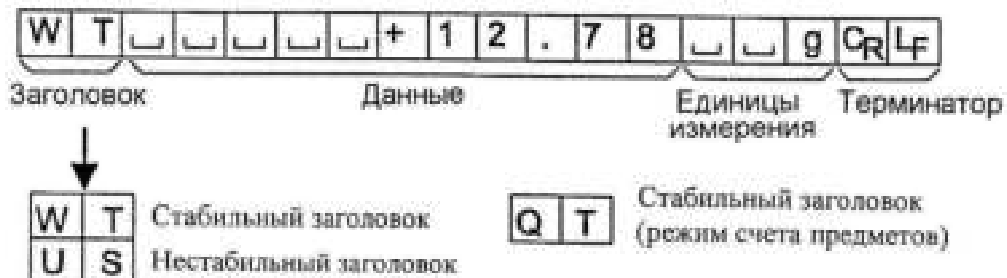 W T ␣ ␣ ␣ ␣ ␣ + 1 2 . 7 8 ␣ ␣ g CR LF
Заголовок Данные Единицы измерения Терминатор
W T Стабильный заголовок
U S Нестабильный заголовок
Q T Стабильный заголовок
(режим счета предметов)